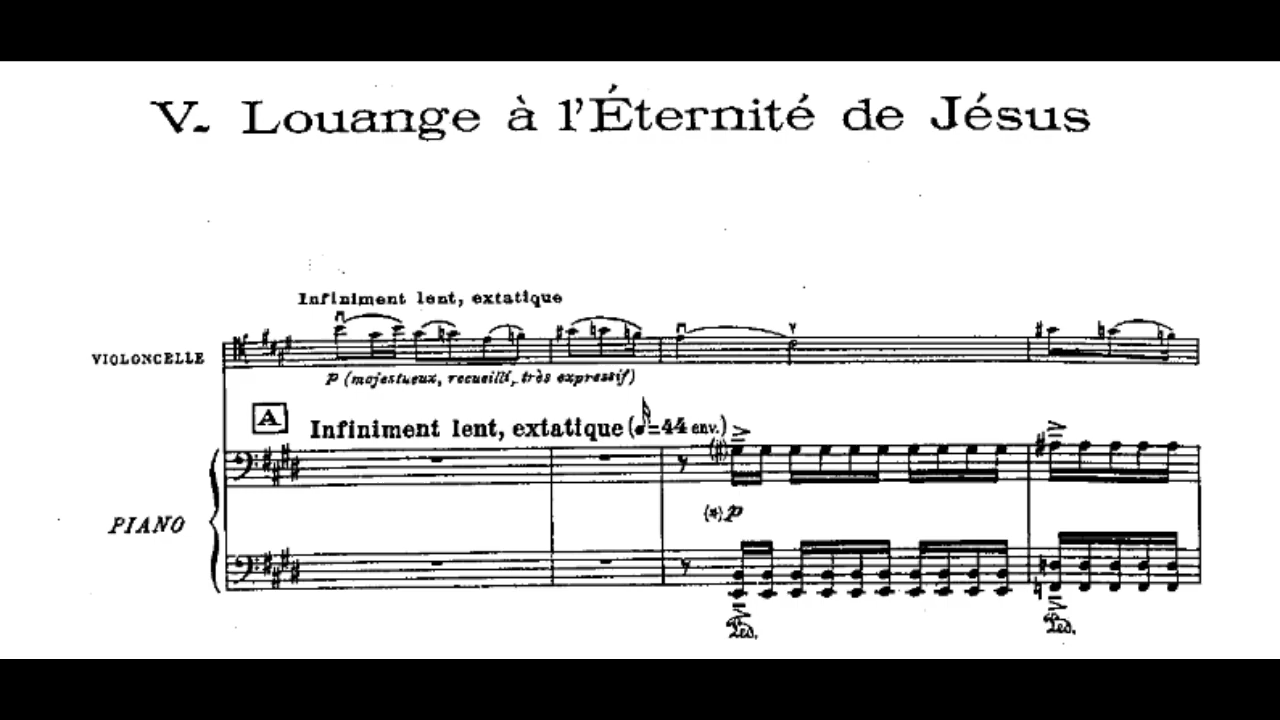 V. Louange à l'Éternité de Jésus
Infiniment lent, extatique
VIOLONCELLE
p (majestueux, recueilli, très expressif)
A
Infiniment lent, extatique (=44 env.)
PIANO
(*) p
Ped. Ped.